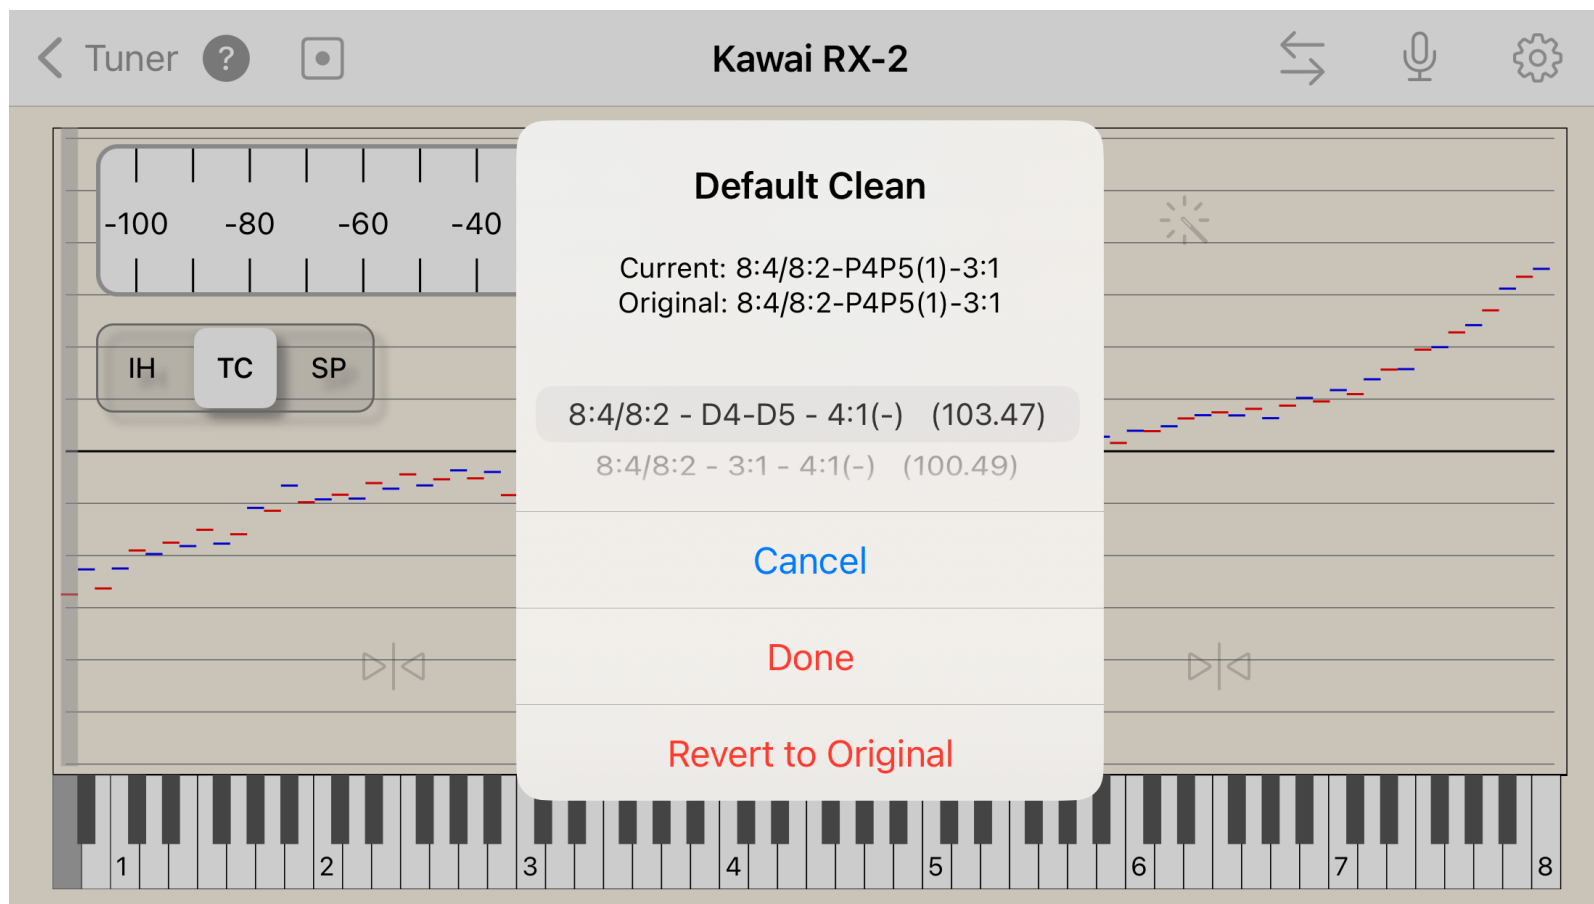 Tuner ? Kawai RX-2
Default Clean
Current: 8:4/8:2-P4P5(1)-3:1
Original: 8:4/8:2-P4P5(1)-3:1
-100 -80 -60 -40
IH TC SP
8:4/8:2 - D4-D5 - 4:1(-) (103.47)
8:4/8:2 - 3:1 - 4:1(-) (100.49)
Cancel
Done
Revert to Original
1 2 3 4 5 6 7 8